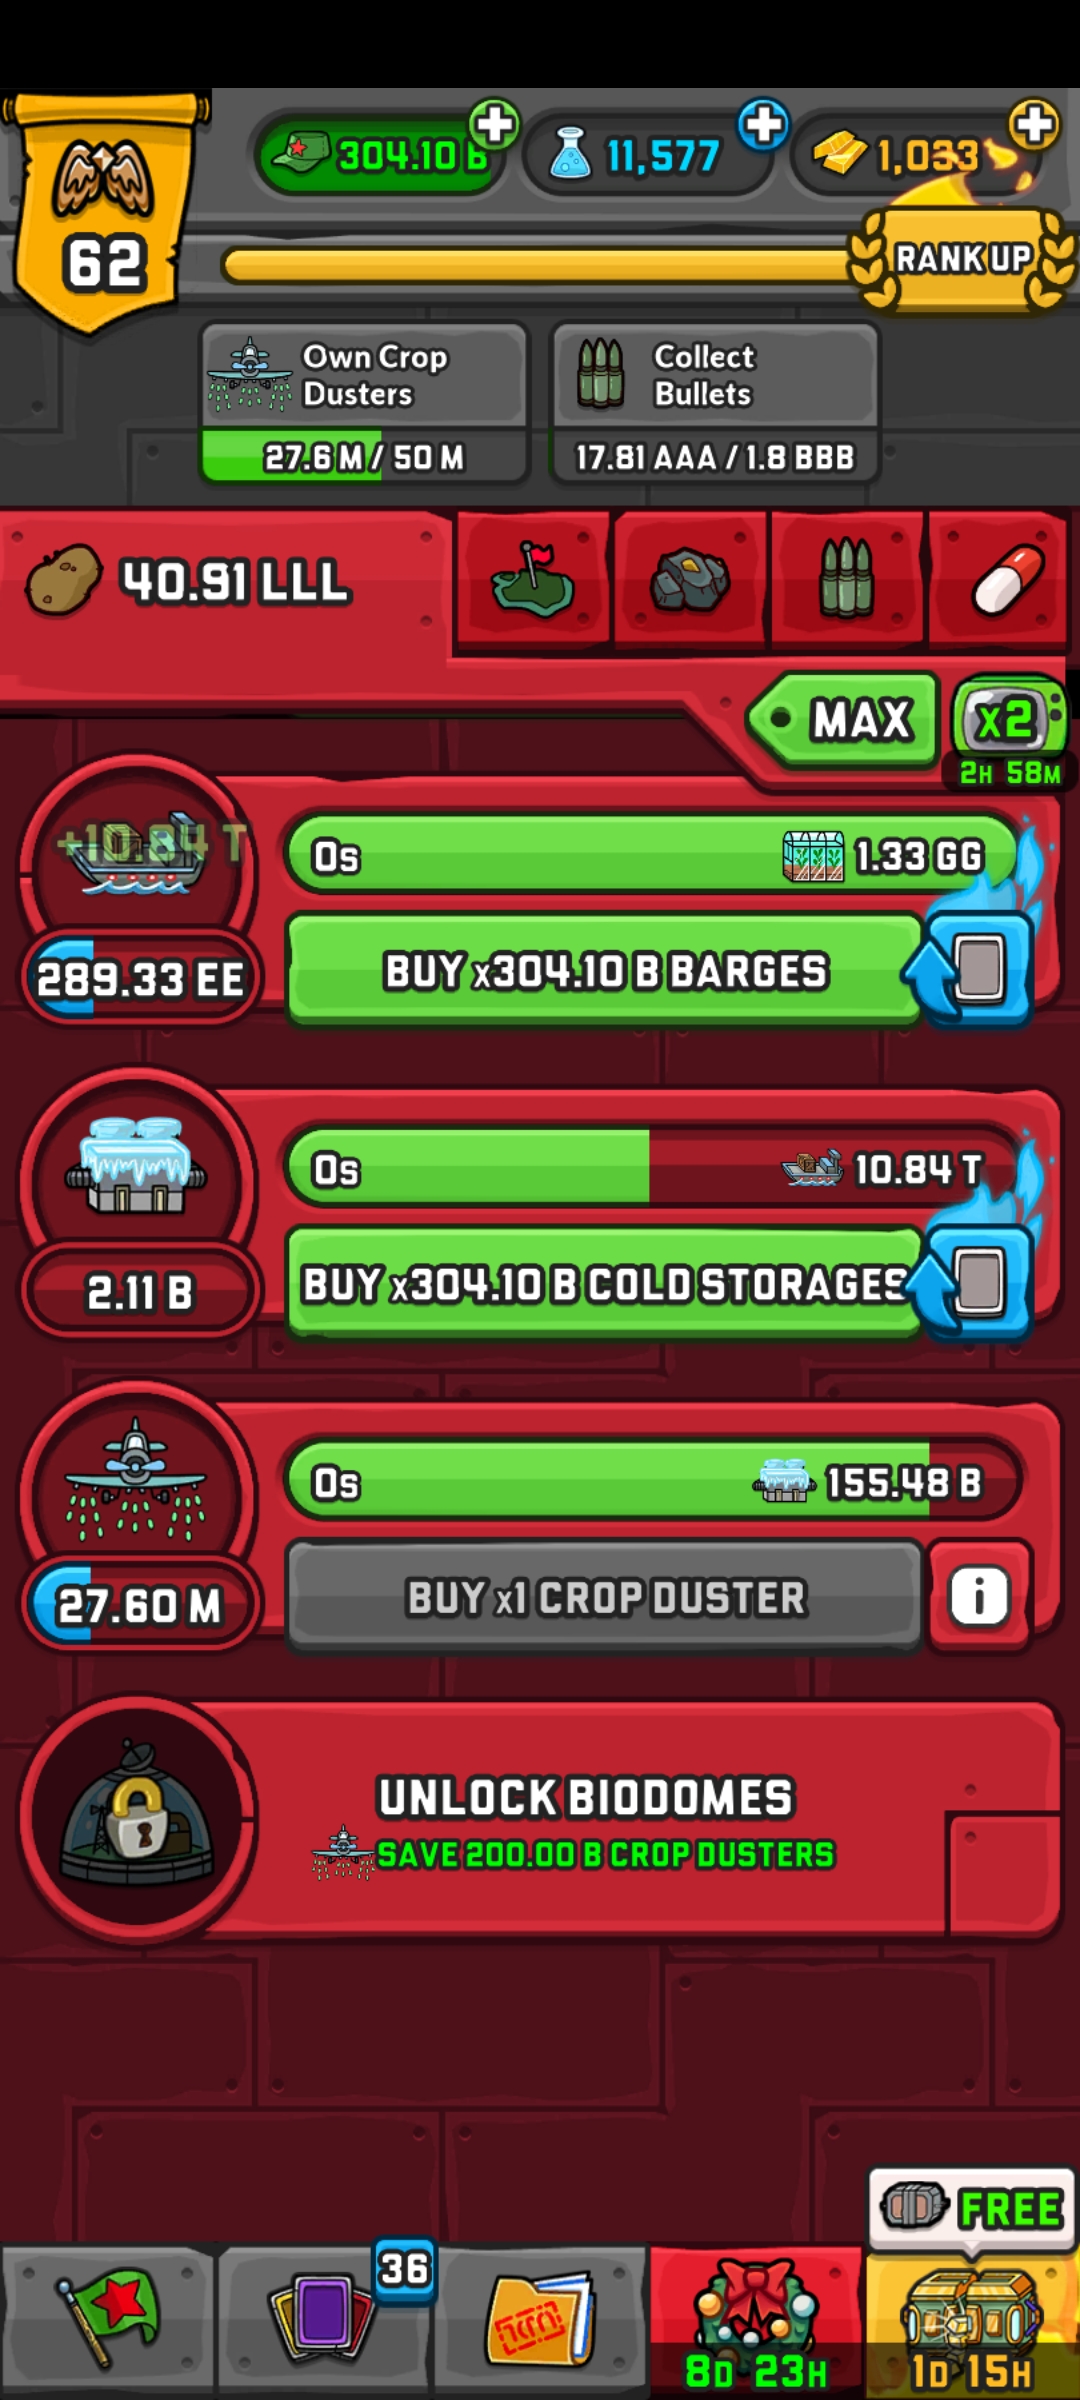 62
304.10 B
11,577
1,033
RANK UP
Own Crop
Dusters
27.6 M / 50 M
Collect
Bullets
17.81 AAA / 1.8 BBB
40.91 LLL
MAX
x2
2H 58M
+10.84 T
0s
1.33 GG
289.33 EE
BUY x304.10 B BARGES
0s
10.84 T
2.11 B
BUY x304.10 B COLD STORAGES
0s
155.48 B
27.60 M
BUY x1 CROP DUSTER
i
UNLOCK BIODOMES
SAVE 200.00 B CROP DUSTERS
FREE
36
8D 23H
1D 15H